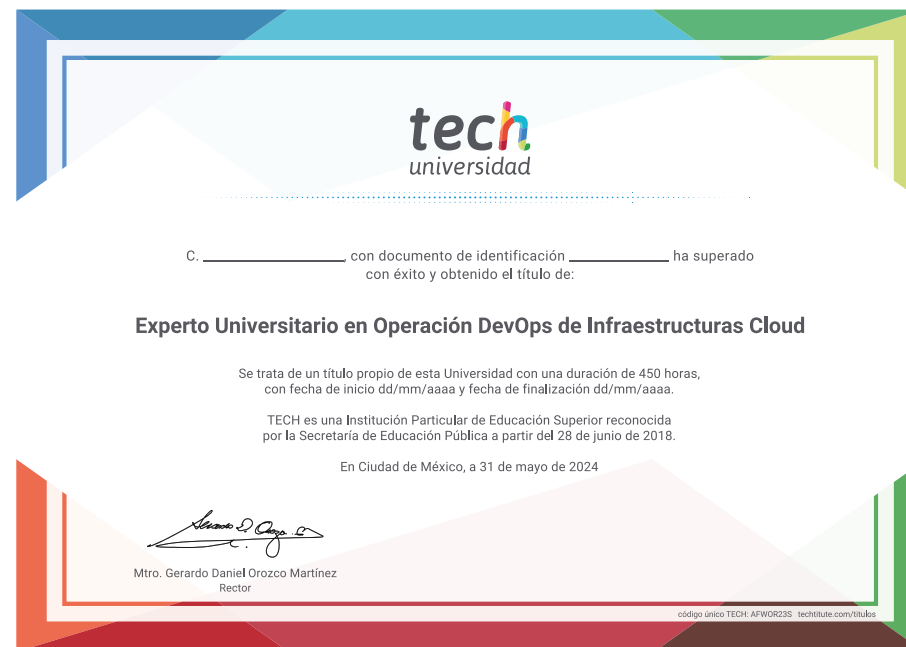 tech
universidad
C. ____________________, con documento de identificación ______________ ha superado
con éxito y obtenido el título de:
Experto Universitario en Operación DevOps de Infraestructuras Cloud
Se trata de un título propio de esta Universidad con una duración de 450 horas,
con fecha de inicio dd/mm/aaaa y fecha de finalización dd/mm/aaaa.
TECH es una Institución Particular de Educación Superior reconocida
por la Secretaría de Educación Pública a partir del 28 de junio de 2018.
En Ciudad de México, a 31 de mayo de 2024
Mtro. Gerardo Daniel Orozco Martínez
Rector
código único TECH: AFWOR23S techtitute.com/titulos